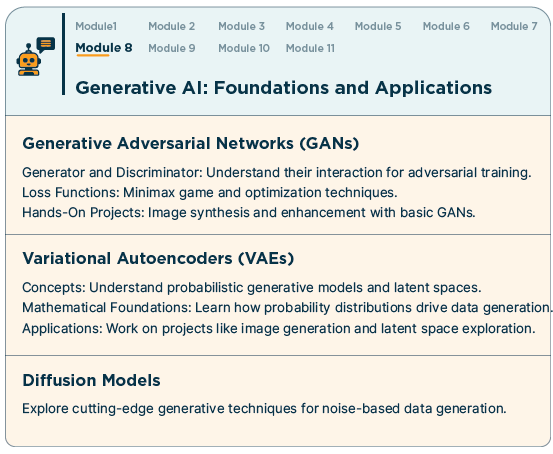 Module1 Module 2 Module 3 Module 4 Module 5 Module 6 Module 7
Module 8 Module 9 Module 10 Module 11
Generative AI: Foundations and Applications
Generative Adversarial Networks (GANs)
Generator and Discriminator: Understand their interaction for adversarial training.
Loss Functions: Minimax game and optimization techniques.
Hands-On Projects: Image synthesis and enhancement with basic GANs.
Variational Autoencoders (VAEs)
Concepts: Understand probabilistic generative models and latent spaces.
Mathematical Foundations: Learn how probability distributions drive data generation.
Applications: Work on projects like image generation and latent space exploration.
Diffusion Models
Explore cutting-edge generative techniques for noise-based data generation.